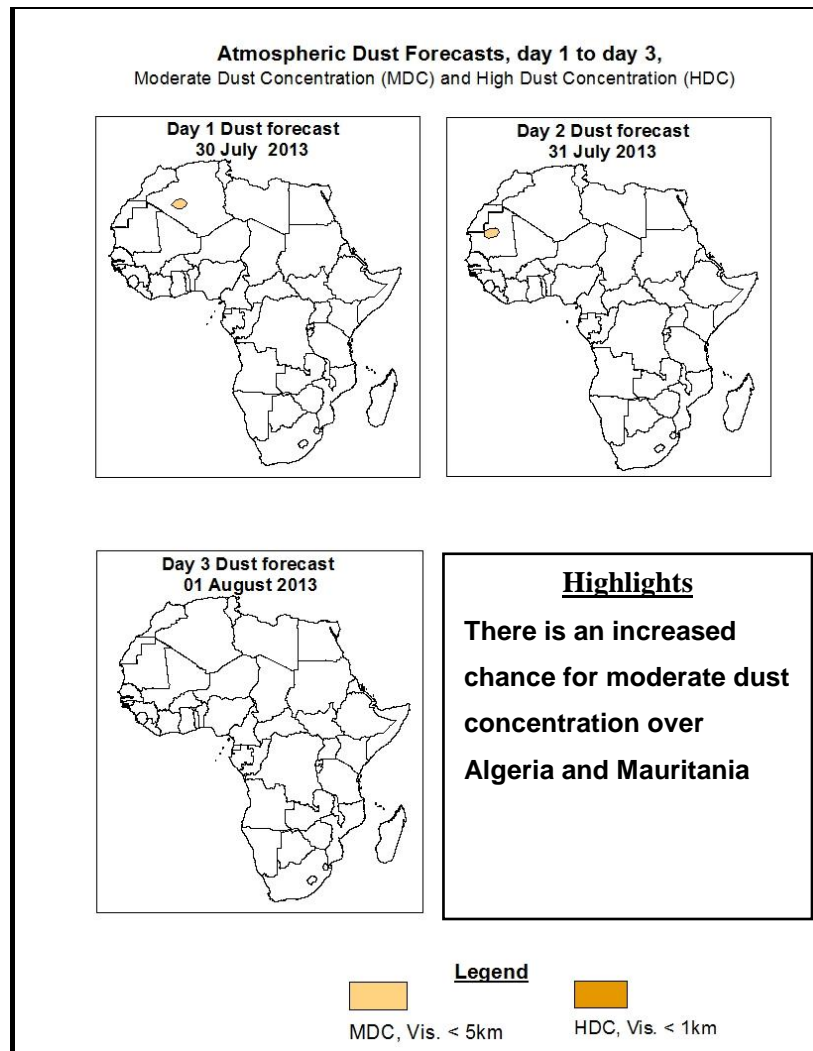 Atmospheric Dust Forecasts, day 1 to day 3,
Moderate Dust Concentration (MDC) and High Dust Concentration (HDC)
Day 1 Dust forecast
30 July 2013
Day 2 Dust forecast
31 July 2013
Day 3 Dust forecast
01 August 2013
Highlights
There is an increased
chance for moderate dust
concentration over
Algeria and Mauritania
Legend
MDC, Vis. < 5km
HDC, Vis. < 1km